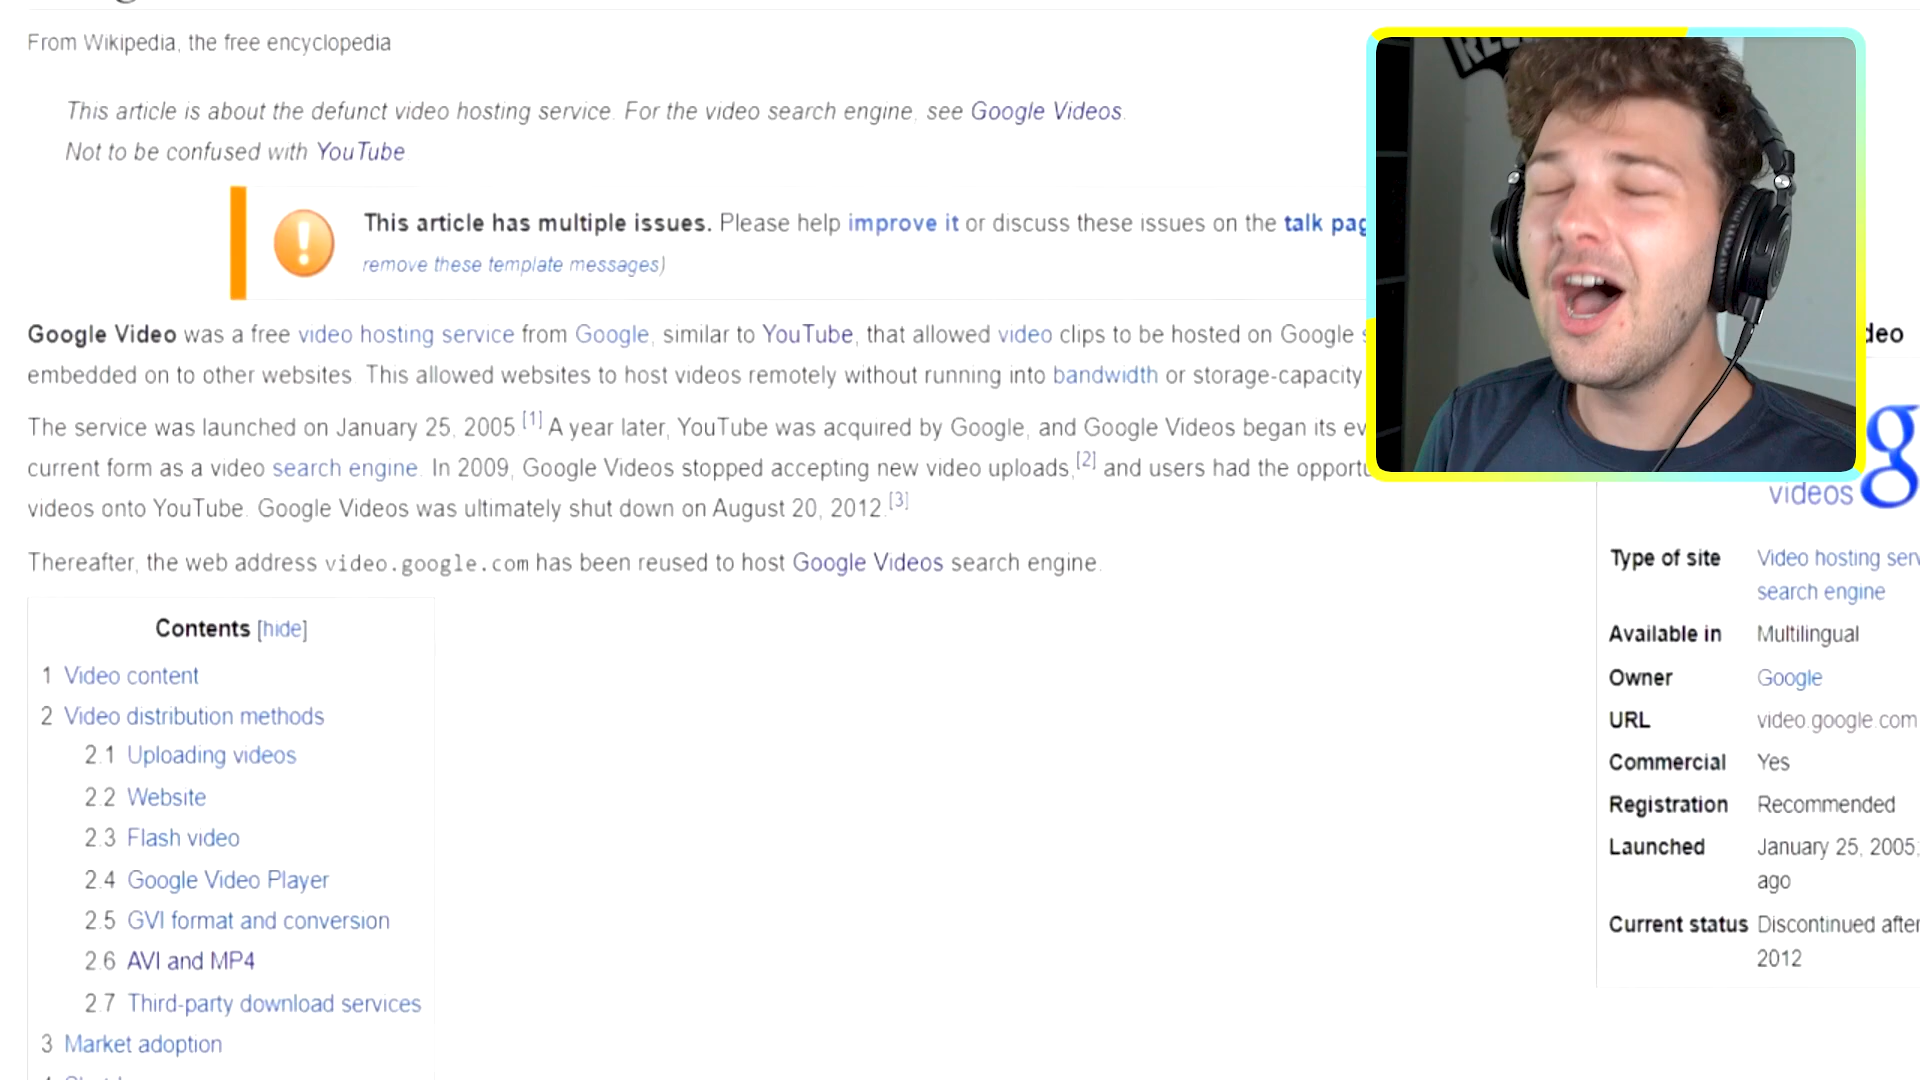 From Wikipedia, the free encyclopedia
This article is about the defunct video hosting service. For the video search engine, see Google Videos.
Not to be confused with YouTube
This article has multiple issues. Please help improve it or discuss these issues on the talk pag
remove these template messages)
Google Video was a free video hosting service from Google, similar to YouTube, that allowed video clips to be hosted on Google
embedded on to other websites. This allowed websites to host videos remotely without running into bandwidth or storage-capacity
The service was launched on January 25, 2005.[1] A year later, YouTube was acquired by Google, and Google Videos began its ev
current form as a video search engine. In 2009, Google Videos stopped accepting new video uploads,[2] and users had the opportu
videos onto YouTube. Google Videos was ultimately shut down on August 20, 2012.[3]
Thereafter, the web address video.google.com has been reused to host Google Videos search engine.
Contents [hide]
1 Video content
2 Video distribution methods
2.1 Uploading videos
2.2 Website
2.3 Flash video
2.4 Google Video Player
2.5 GVI format and conversion
2.6 AVI and MP4
2.7 Third-party download services
3 Market adoption
deo
g
videos
Type of site Video hosting serv
search engine
Available in Multilingual
Owner Google
URL video.google.com
Commercial Yes
Registration Recommended
Launched January 25, 2005;
ago
Current status Discontinued after
2012